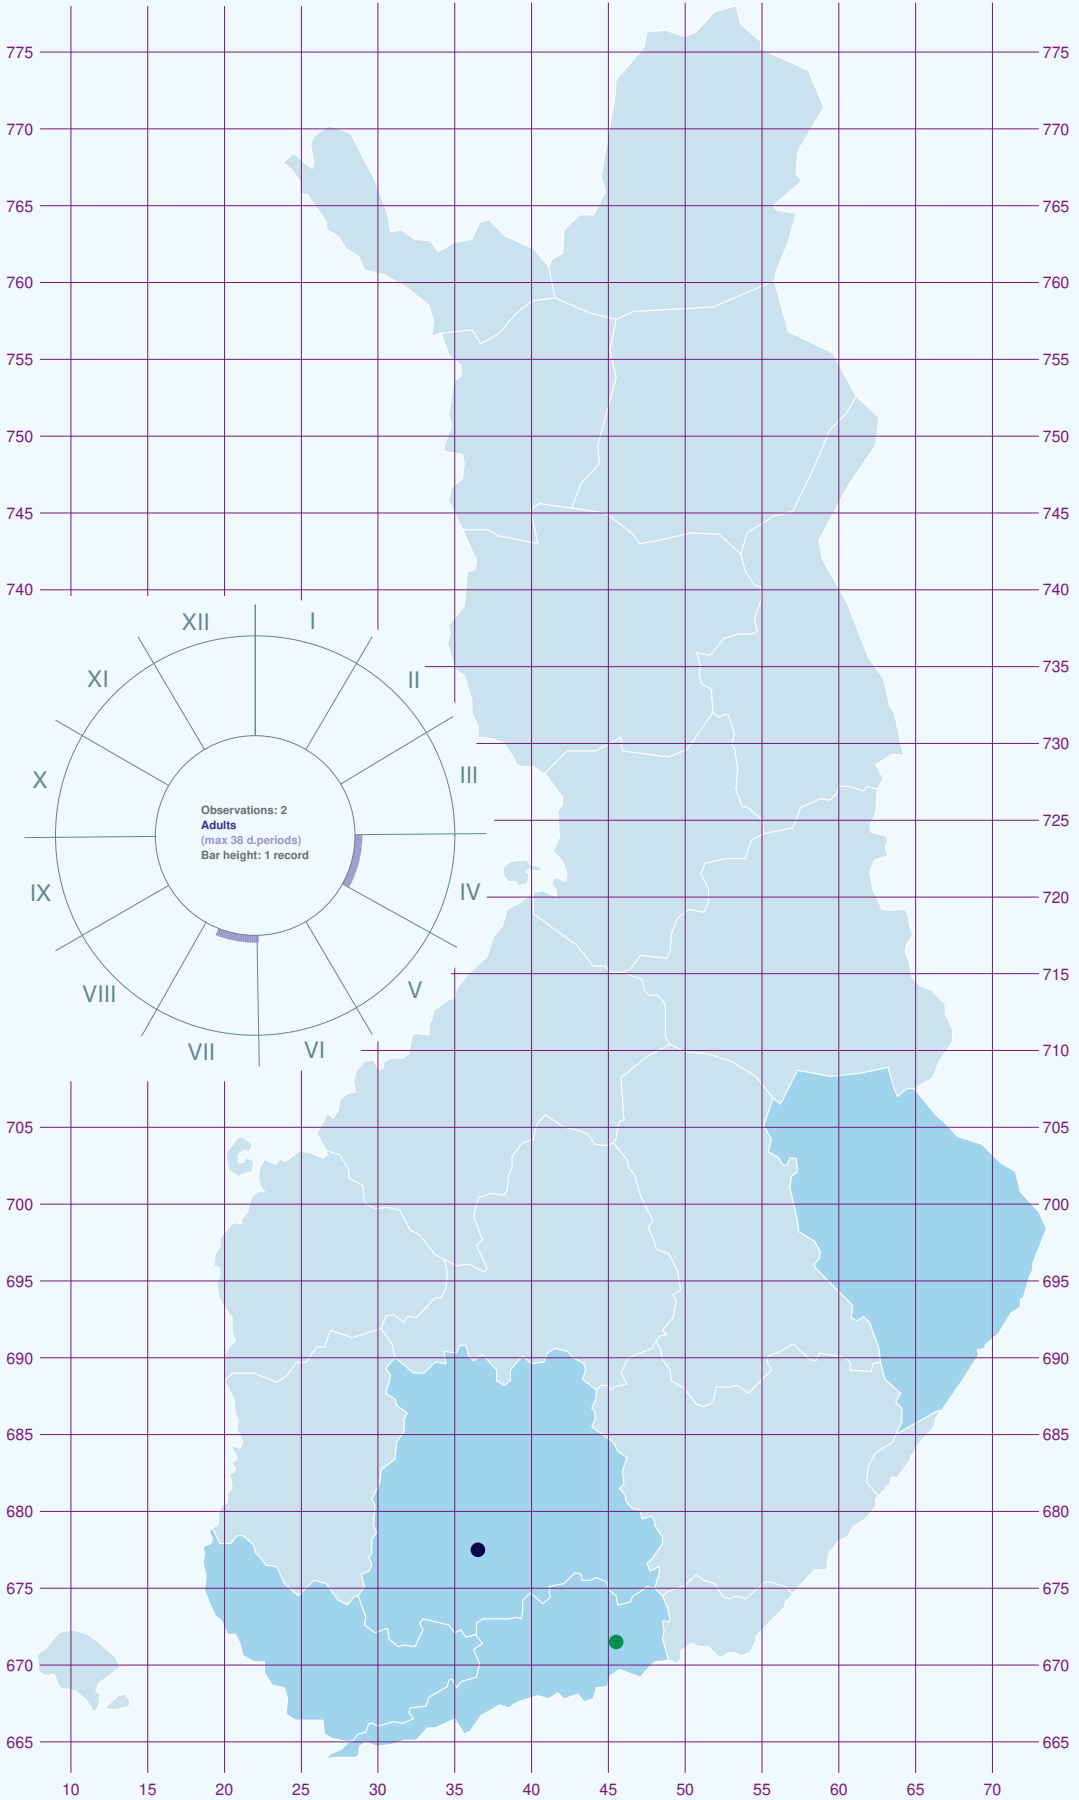 775 775
770 770
765 765
760 760
755 755
750 750
745 745
740 740
XII I
XI II
735
730
X III
Observations: 2
Adults
(max 38 d.periods)
Bar height: 1 record
725
IX IV
720
715
VIII V
VII VI
710
705 705
700 700
695 695
690 690
685 685
680 680
675 675
670 670
665 665
10 15 20 25 30 35 40 45 50 55 60 65 70